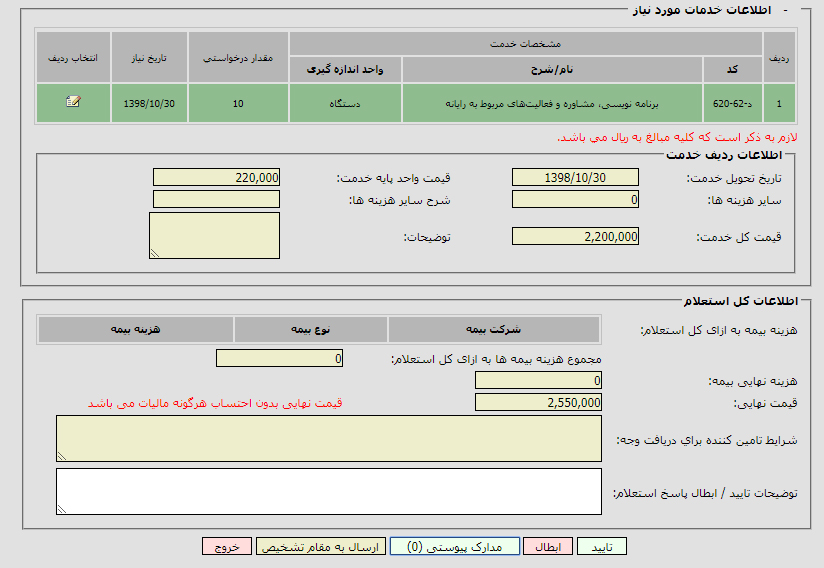 - اطلاعات خدمات مورد نیاز
ردیف مشخصات خدمت مقدار درخواستي تاریخ نیاز انتخاب ردیف
کد نام/شرح واحد اندازه گیری
1 د-62-620 برنامه نویسی، مشاوره و فعالیت‌های مربوط به رایانه دستگاه 10 1398/10/30
لازم به ذکر است که کلیه مبالغ به ریال می باشد.
اطلاعات ردیف خدمت
تاریخ تحویل خدمت: 1398/10/30 قیمت واحد پایه خدمت: 220,000
سایر هزینه ها: 0 شرح سایر هزینه ها:
قیمت کل خدمت: 2,200,000 توضیحات:
اطلاعات کل استعلام
هزینه بیمه به ازای کل استعلام: شرکت بیمه نوع بیمه هزینه بیمه
مجموع هزینه بیمه ها به ازای کل استعلام: 0
هزینه نهایی بیمه: 0
قیمت نهایی: 2,550,000 قیمت نهایی بدون احتساب هرگونه مالیات می باشد
شرایط تامین کننده برای دریافت وجه:
توضیحات تایید / ابطال پاسخ استعلام:
تایید ابطال مدارک پیوستی (0) ارسال به مقام تشخیص خروج